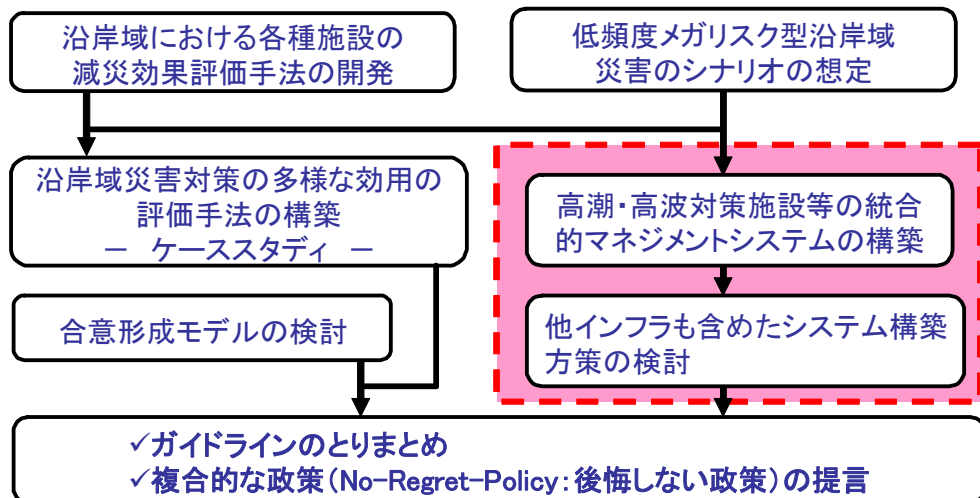 沿岸域における各種施設の
減災効果評価手法の開発
低頻度メガリスク型沿岸域
災害のシナリオの想定
沿岸域災害対策の多様な効用の
評価手法の構築
－ ケーススタディ －
高潮・高波対策施設等の統合
的マネジメントシステムの構築
合意形成モデルの検討
他インフラも含めたシステム構築
方策の検討
✓ガイドラインのとりまとめ
✓複合的な政策(No-Regret-Policy:後悔しない政策)の提言